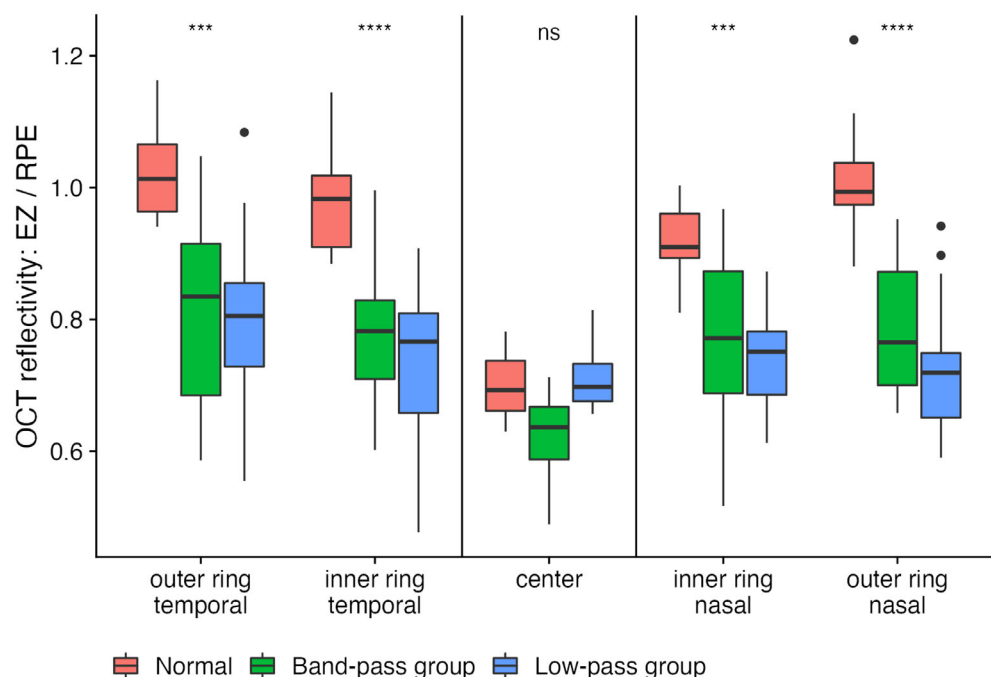 *** **** ns *** ****
1.2
1.0
0.8
0.6
OCT reflectivity: EZ / RPE
outer ring inner ring center inner ring outer ring
temporal temporal nasal nasal
Normal Band-pass group Low-pass group